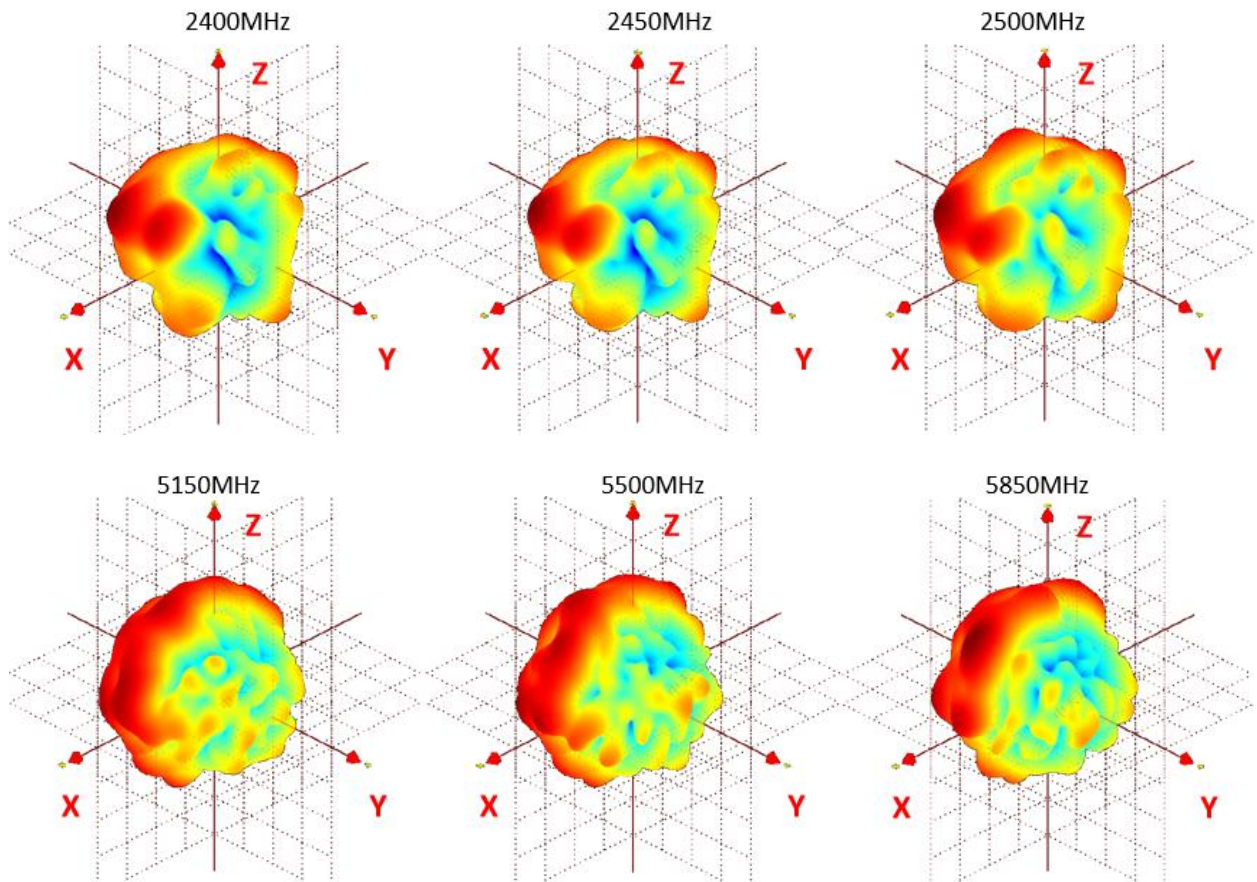 2400MHz 2450MHz 2500MHz
Z Z Z
X Y X Y X Y
5150MHz 5500MHz 5850MHz
Z Z Z
X Y X Y X Y